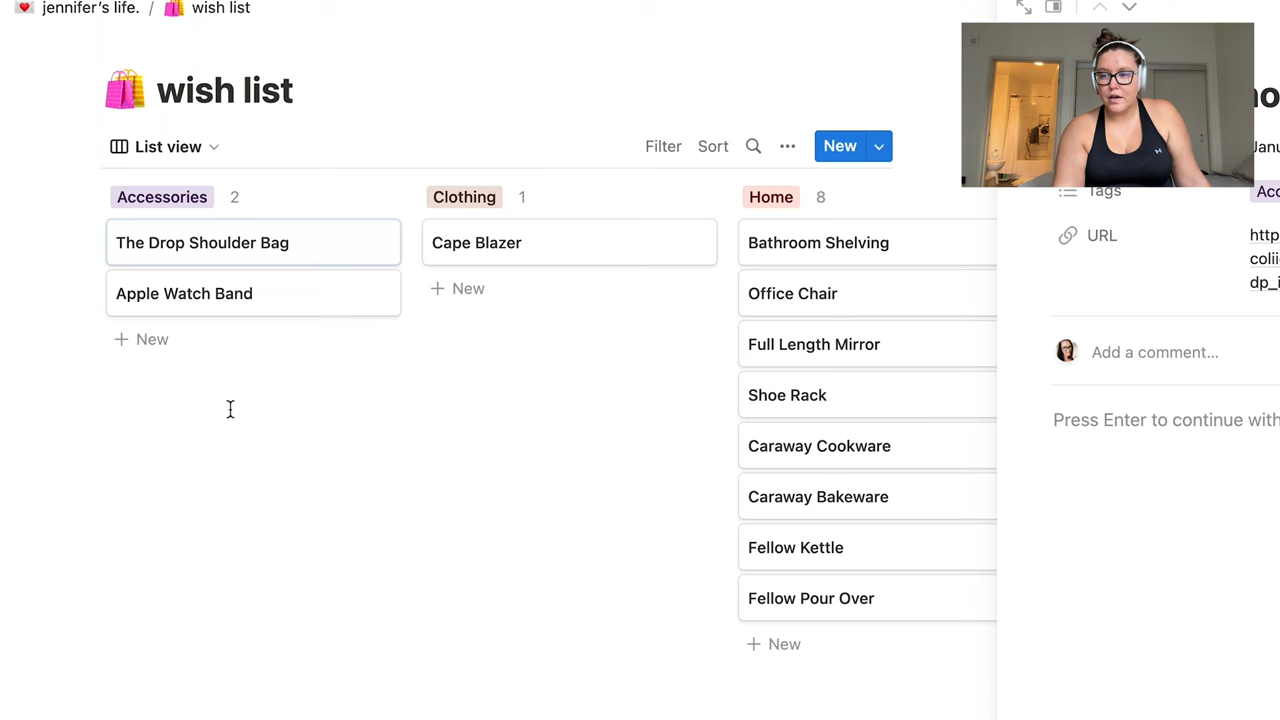 jennifer's life. / wish list
wish list
List view
Filter Sort ... New
Accessories 2
The Drop Shoulder Bag
Apple Watch Band
+ New
Clothing 1
Cape Blazer
+ New
Home 8
Bathroom Shelving
Office Chair
Full Length Mirror
Shoe Rack
Caraway Cookware
Caraway Bakeware
Fellow Kettle
Fellow Pour Over
+ New
Tags
URL
http
dp_i
Add a comment...
Press Enter to continue with